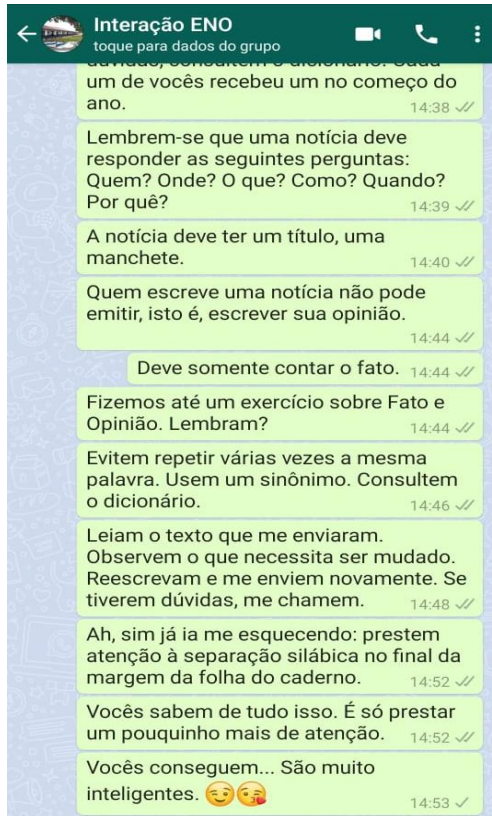 Interação ENO
toque para dados do grupo
um de vocês recebeu um no começo do
ano.
14:38
Lembrem-se que uma notícia deve
responder as seguintes perguntas:
Quem? Onde? O que? Como? Quando?
Por quê?
14:39
A notícia deve ter um título, uma
manchete.
14:40
Quem escreve uma notícia não pode
emitir, isto é, escrever sua opinião.
14:44
Deve somente contar o fato. 14:44
Fizemos até um exercício sobre Fato e
Opinião. Lembram?
14:44
Evitem repetir várias vezes a mesma
palavra. Usem um sinônimo. Consultem
o dicionário.
14:46
Leiam o texto que me enviaram.
Observem o que necessita ser mudado.
Reescrevam e me enviem novamente. Se
tiverem dúvidas, me chamem.
14:48
Ah, sim já ia me esquecendo: prestem
atenção à separação silábica no final da
margem da folha do caderno.
14:52
Vocês sabem de tudo isso. É só prestar
um pouquinho mais de atenção.
14:52
Vocês conseguem... São muito
inteligentes. 😏😘
14:53